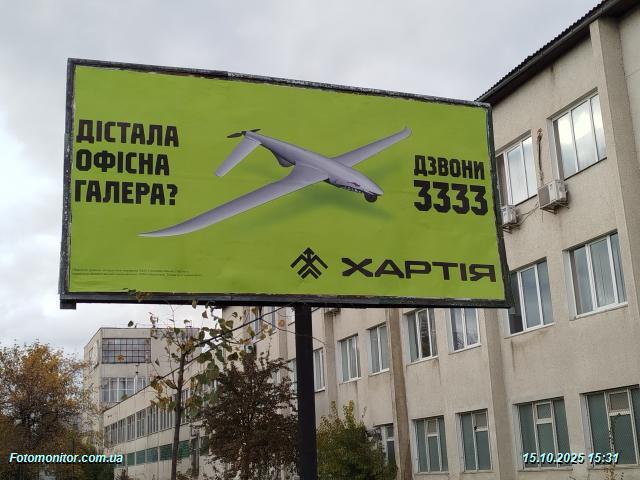 ДІСТАЛА
ОФІСНА
ГАЛЕРА?
ДЗВОНИ
3333
ХАРТІЯ
Fotomonitor.com.ua
15.10.2025 15:31